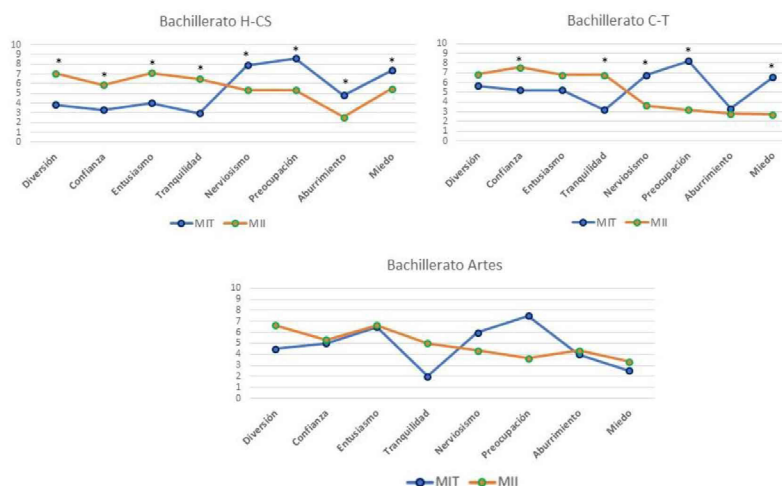 Bachillerato H-CS
10
9
8
7
6
5
4
3
2
1
0
* * * * * * * *
Diversión
Confianza
Entusiasmo
Tranquilidad
Nerviosismo
Preocupación
Aburrimiento
Miedo
MIT MII
Bachillerato C-T
10
9
8
7
6
5
4
3
2
1
0
* * * * *
Diversión
Confianza
Entusiasmo
Tranquilidad
Nerviosismo
Preocupación
Aburrimiento
Miedo
MIT MII
Bachillerato Artes
10
9
8
7
6
5
4
3
2
1
0
Diversión
Confianza
Entusiasmo
Tranquilidad
Nervosismo
Preocupación
Aburrimiento
Miedo
MIT MII